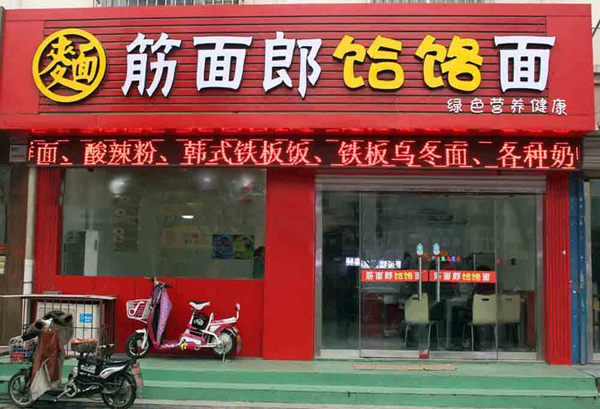 麵 筋面郎饸饹面
绿色营养健康
面、酸辣粉、韩式铁板饭、铁板乌冬面、各种奶
筋面郎饸饹面 筋面郎饸饹面